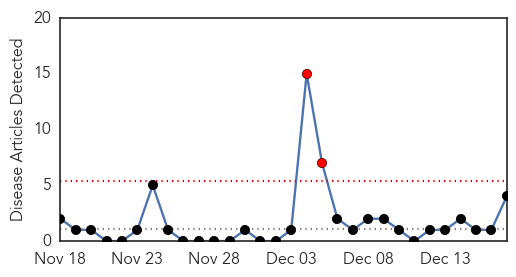 20
15
10
5
0
Disease Articles Detected
Nov 18
Nov 23
Nov 28
Dec 03
Dec 08
Dec 13